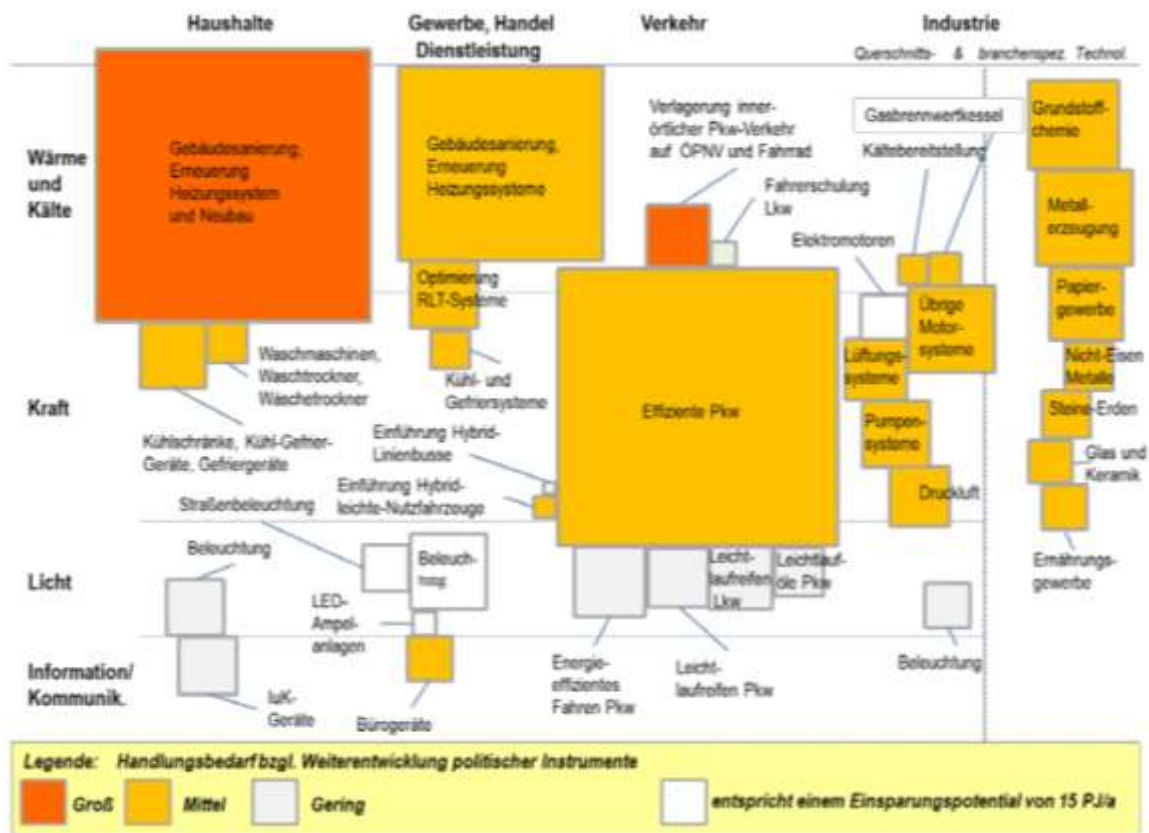 Haushalte
Gewerbe, Handel
Dienstleistung
Verkehr
Industrie
Querschnitts- & branchenspez. Technol.
Wärme
und
Kälte
Gebäudesanierung,
Erneuerung
Heizungssystem
und Neubau
Gebäudesanierung,
Erneuerung
Heizungssysteme
Verlagerung inner-
örtlicher Pkw-Verkehr
auf ÖPNV und Fahrrad
Gasbrennwertkessel
Kältebereitstellung
Grundstoff-
chemie
Fahrerschulung
Lkw
Elektromotoren
Metall-
erzeugung
Optimierung
RLT-Systeme
Übrige
Motor-
systeme
Papier-
gewerbe
Kraft
Waschmaschinen,
Waschtrockner,
Wäschetrockner
Kühl- und
Gefriersysteme
Effiziente Pkw
Lüftungs-
systeme
Nicht-Eisen
Metalle
Kühlschränke, Kühl-Gefrier-
Geräte, Gefriergeräte
Einführung Hybrid-
Linienbusse
Pumpen-
systeme
Steine-Erden
Einführung Hybrid-
leichte-Nutzfahrzeuge
Druckluft
Glas und
Keramik
Straßenbeleuchtung
Licht
Beleuchtung
Beleuch-
tung
Leicht-
laufreifen
Lkw
Leichtlauf-
öle Pkw
Ernährungs-
gewerbe
LED-
Ampel-
anlagen
Information/
Kommunik.
IuK-
Geräte
Bürogeräte
Energie-
effizientes
Fahren Pkw
Leicht-
laufreifen Pkw
Beleuchtung
Legende: Handlungsbedarf bzgl. Weiterentwicklung politischer Instrumente
Groß
Mittel
Gering
entspricht einem Einsparungspotential von 15 PJ/a